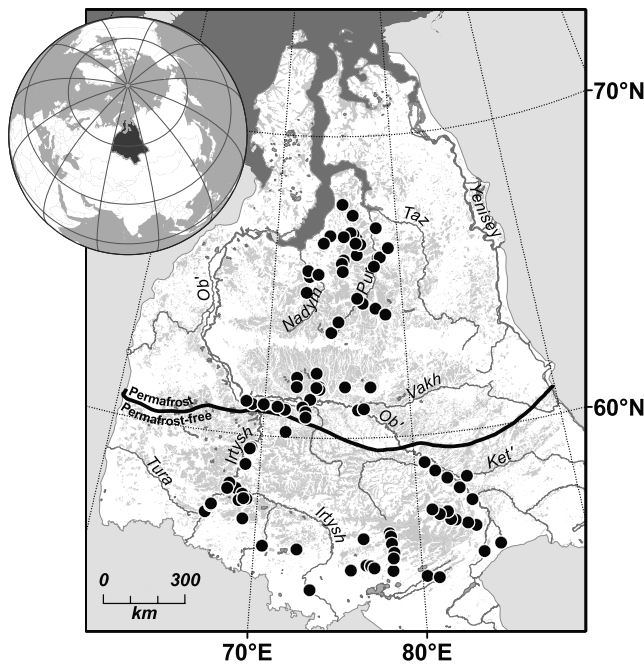 70°N
Taz
Yenisey
Ob'
Pur
Nadym
Vakh
Permafrost
Permafrost-free
60°N
Ob'
Irtysh
Ket'
Tura
Irtysh
0 300
km
70°E 80°E